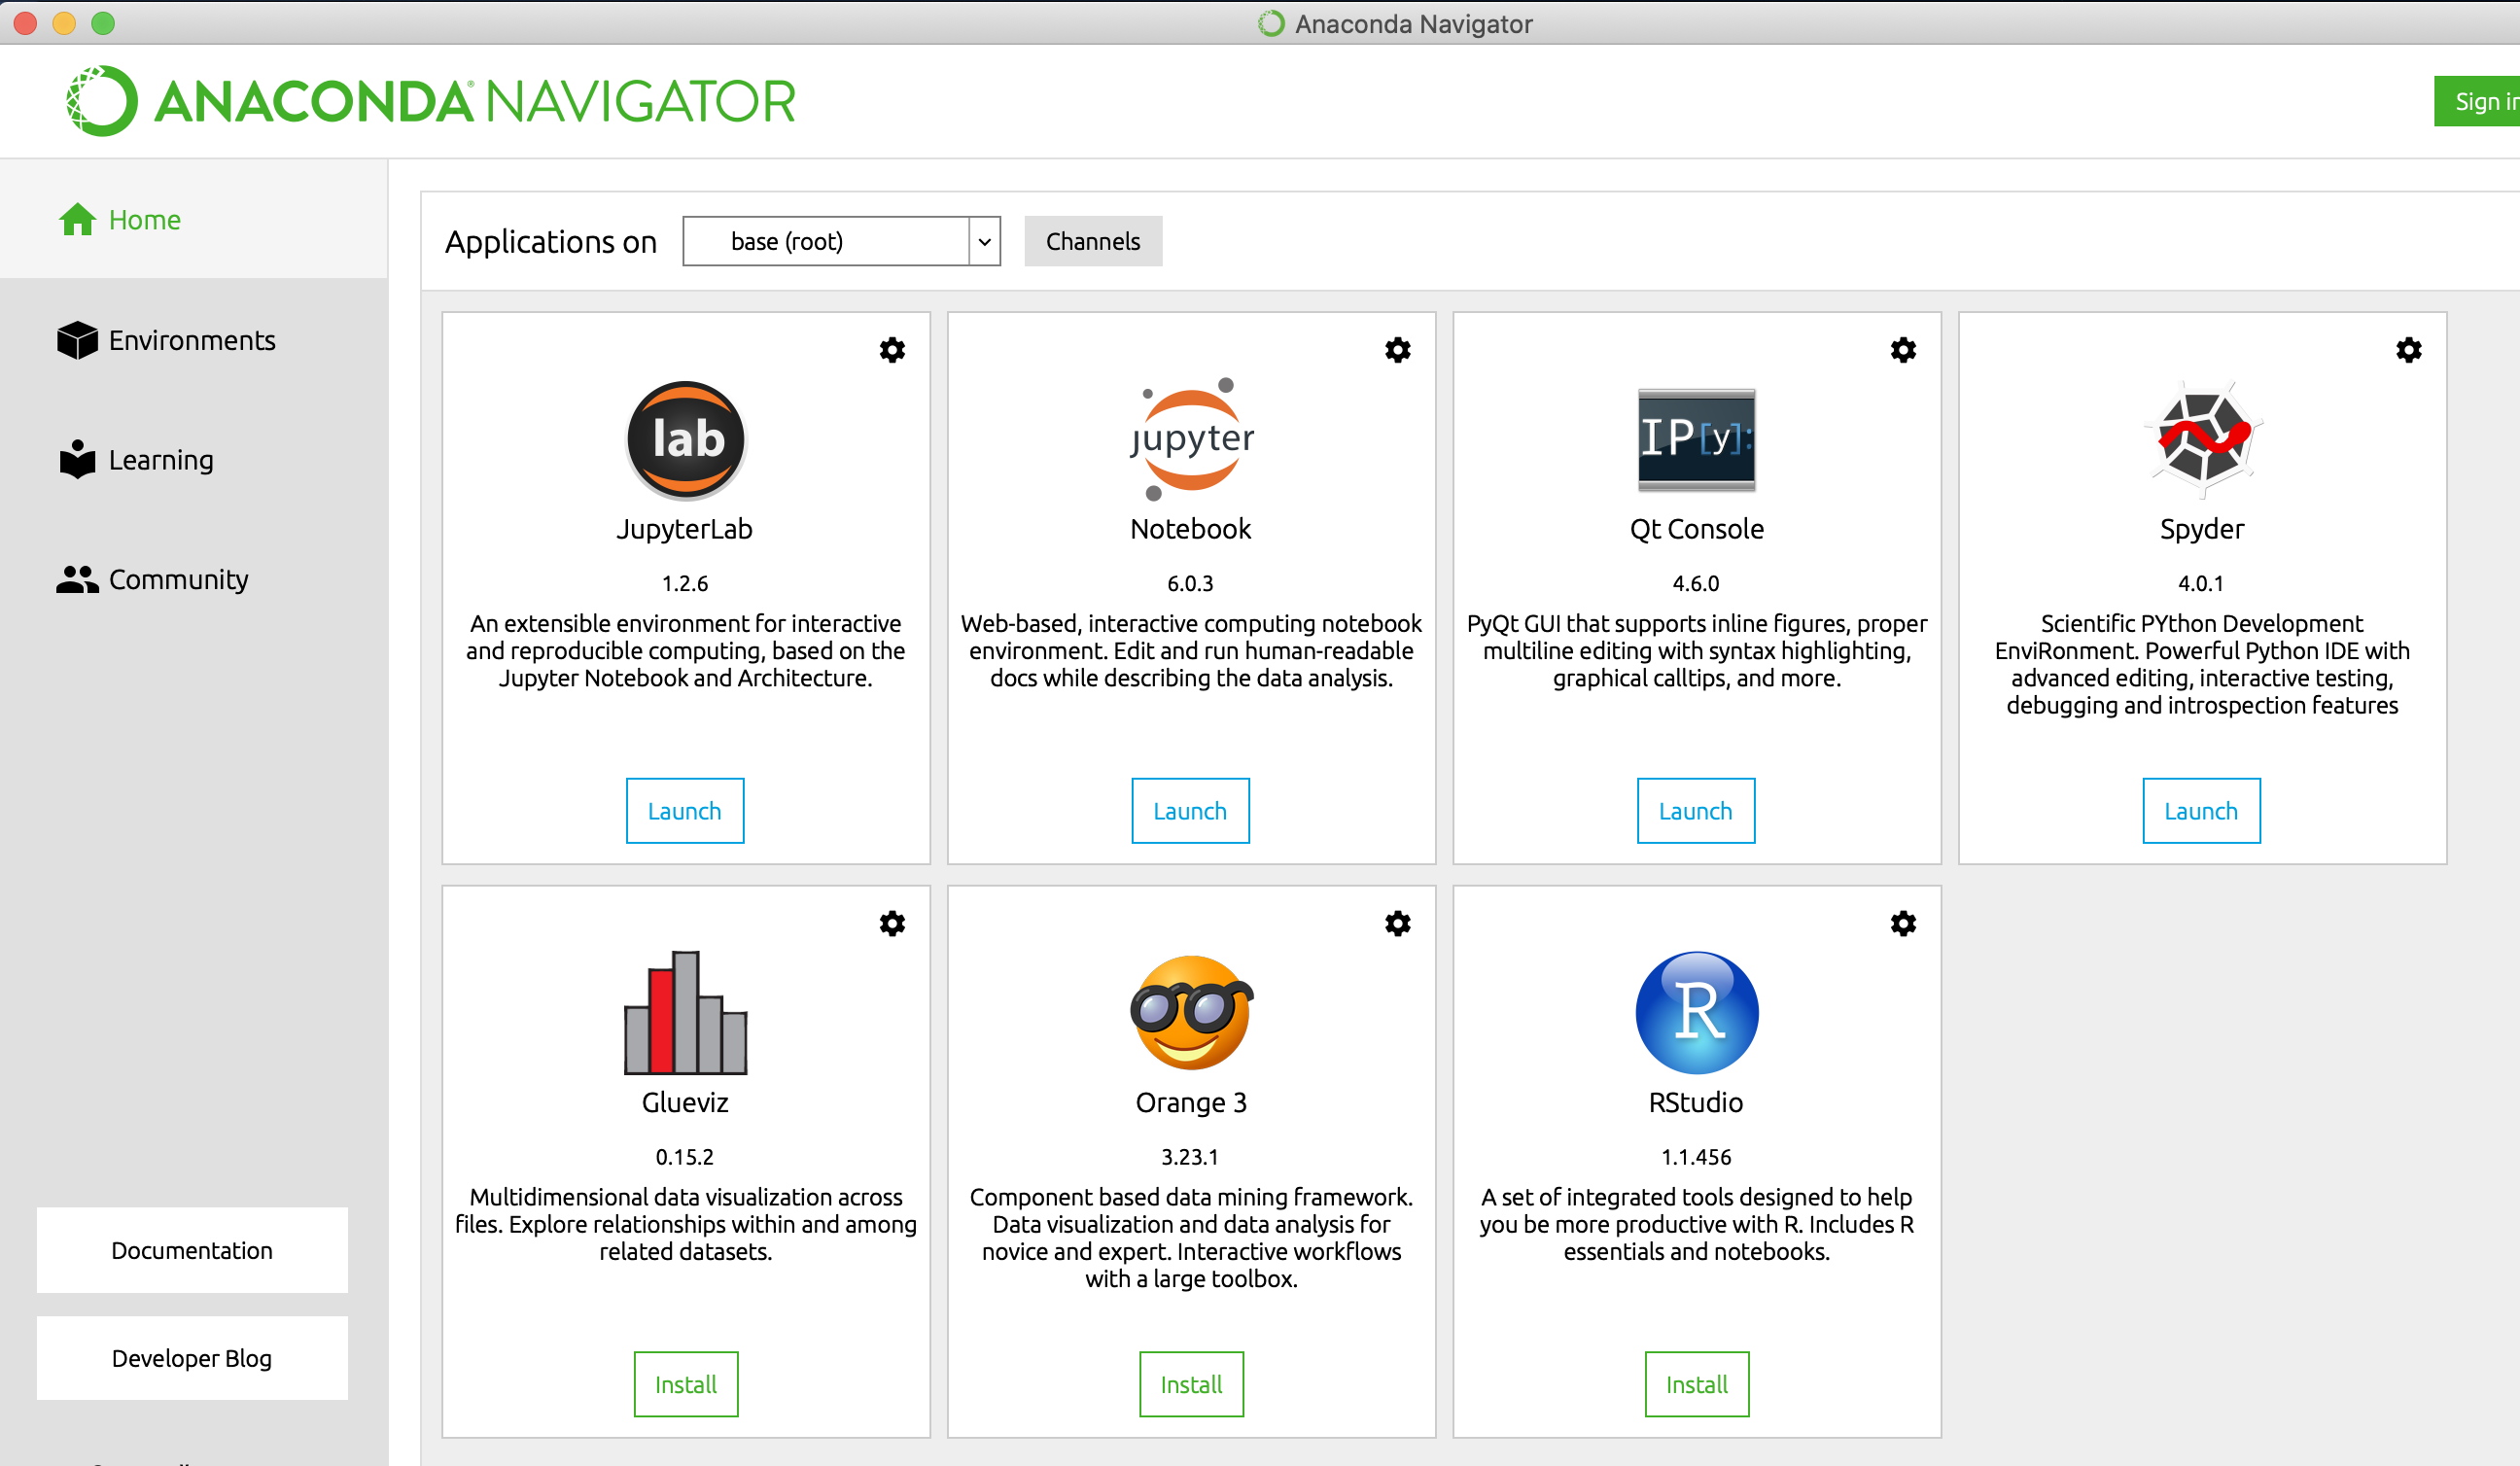 Anaconda Navigator
ANACONDA® NAVIGATOR
Sign in
Home
Environments
Learning
Community
Documentation
Developer Blog
Applications on base (root) Channels
lab
JupyterLab
1.2.6
An extensible environment for interactive
and reproducible computing, based on the
Jupyter Notebook and Architecture.
Launch
jupyter
Notebook
6.0.3
Web-based, interactive computing notebook
environment. Edit and run human-readable
docs while describing the data analysis.
Launch
IP[y]:
Qt Console
4.6.0
PyQt GUI that supports inline figures, proper
multiline editing with syntax highlighting,
graphical calltips, and more.
Launch
Spyder
4.0.1
Scientific PYthon Development
EnviRonment. Powerful Python IDE with
advanced editing, interactive testing,
debugging and introspection features
Launch
Glueviz
0.15.2
Multidimensional data visualization across
files. Explore relationships within and among
related datasets.
Install
Orange 3
3.23.1
Component based data mining framework.
Data visualization and data analysis for
novice and expert. Interactive workflows
with a large toolbox.
Install
R
RStudio
1.1.456
A set of integrated tools designed to help
you be more productive with R. Includes R
essentials and notebooks.
Install